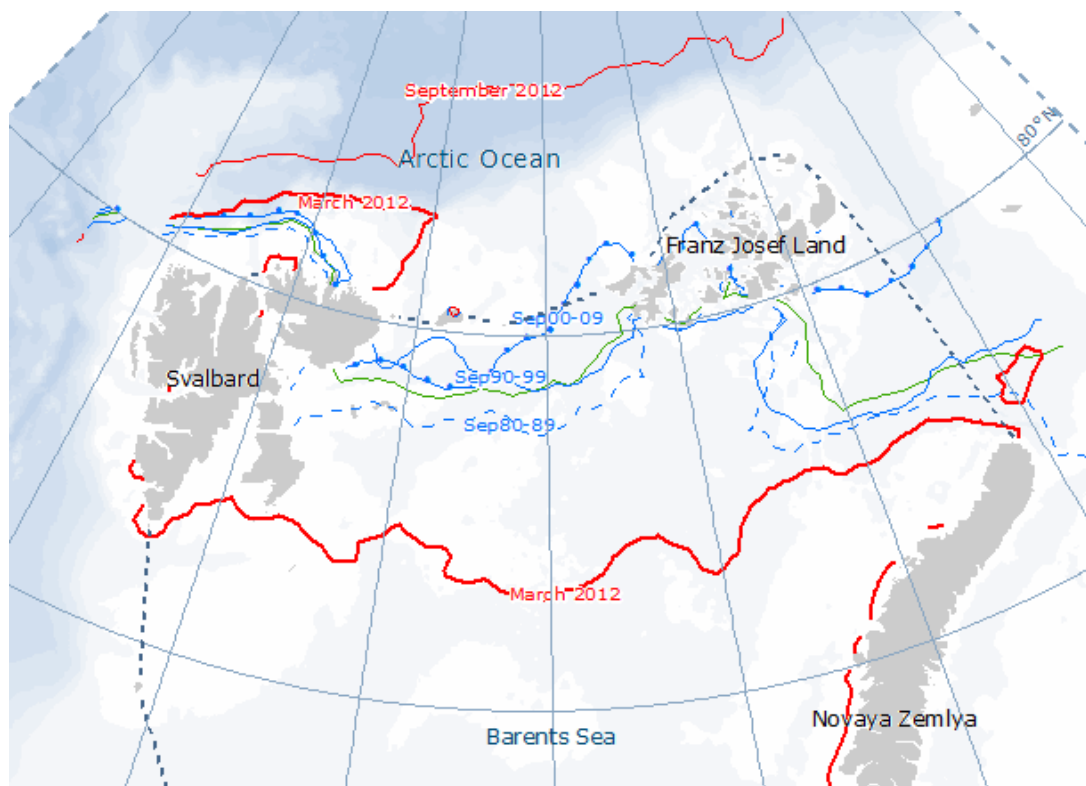 September 2012
80°N
Arctic Ocean
March 2012
Franz Josef Land
Sep00-09
Svalbard
Sep90-99
Sep80-89
March 2012
Novaya Zemlya
Barents Sea